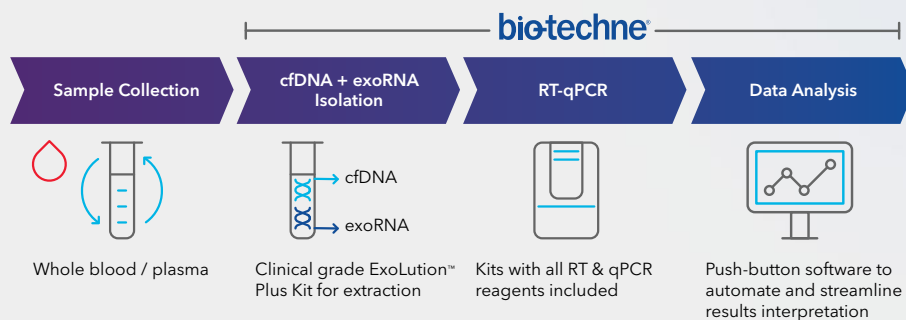 bio-techne®
Sample Collection
cfDNA + exoRNA
Isolation
RT-qPCR
Data Analysis
cfDNA
exoRNA
Whole blood / plasma
Clinical grade ExoLution™
Plus Kit for extraction
Kits with all RT & qPCR
reagents included
Push-button software to
automate and streamline
results interpretation